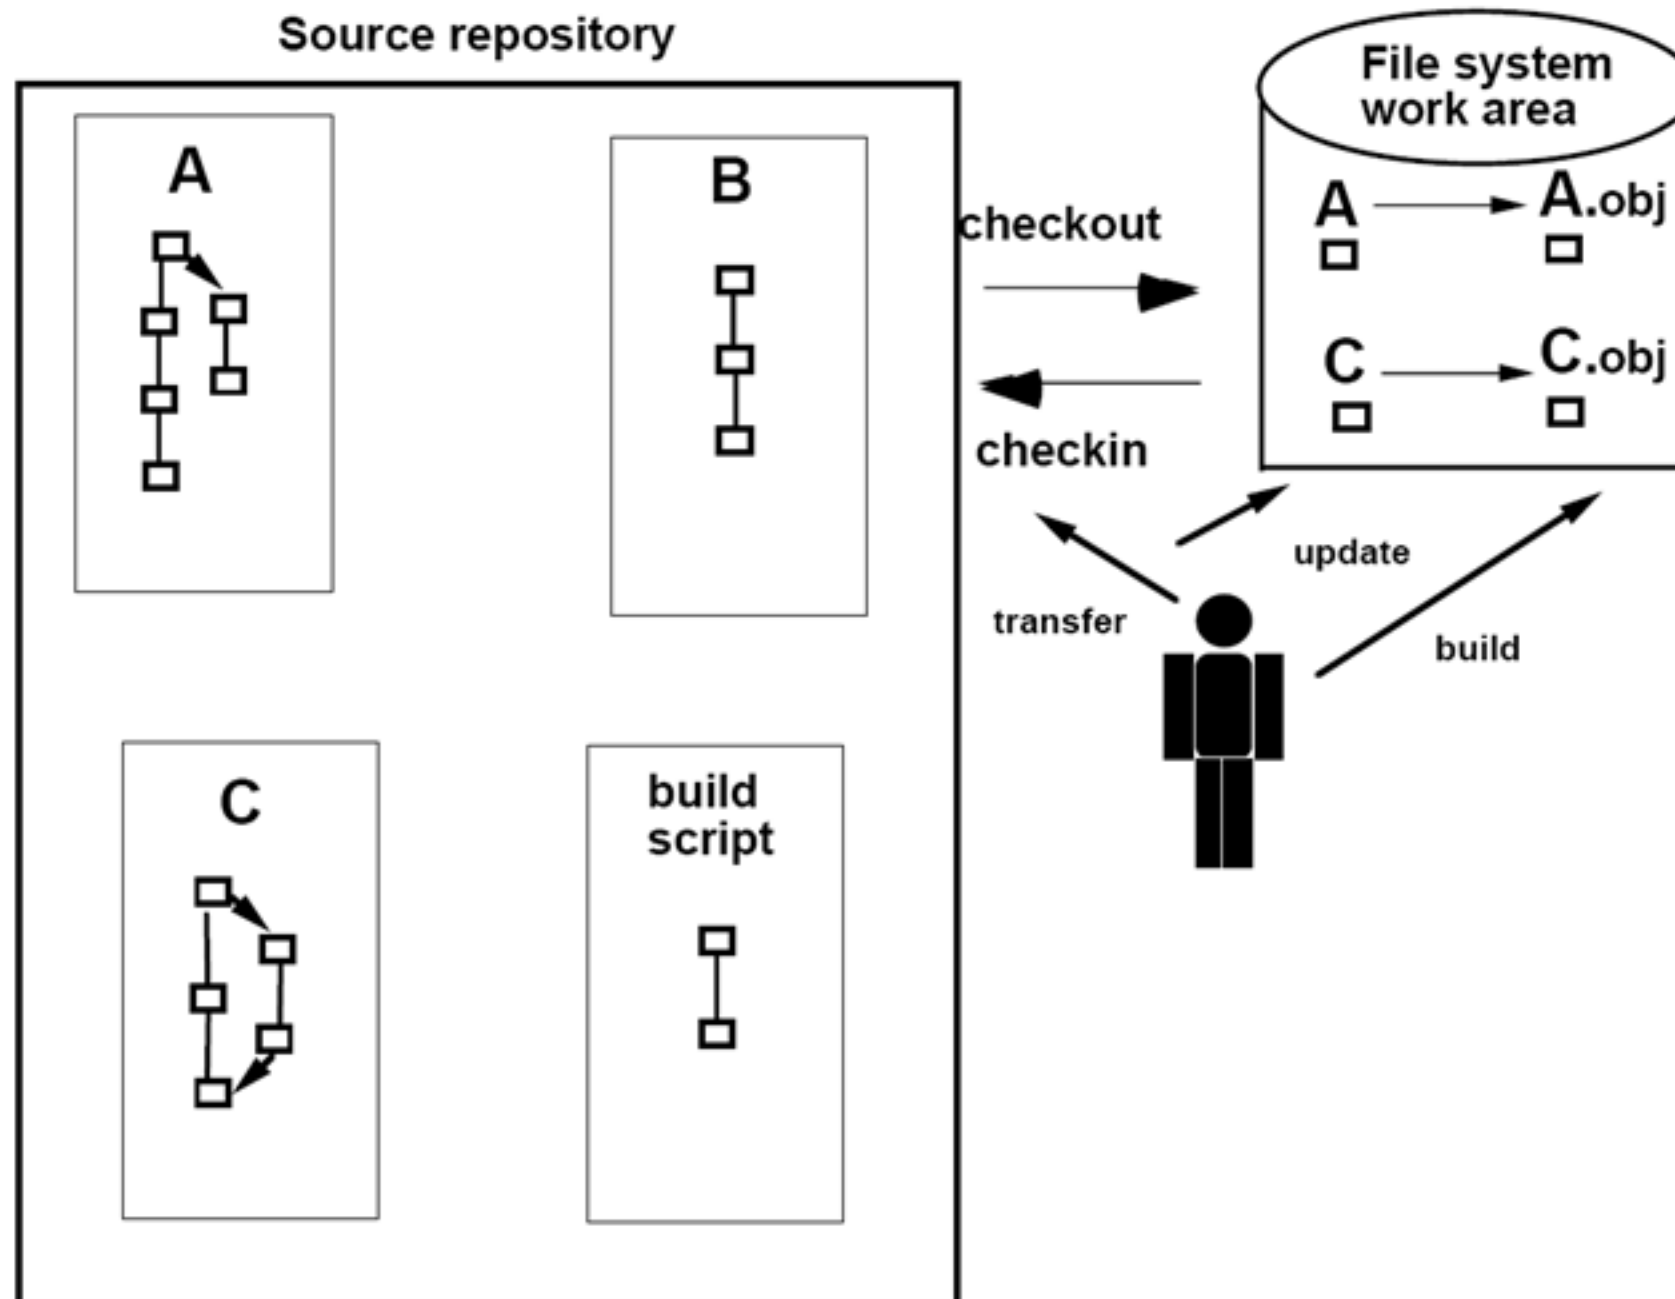 Source repository
File system
work area
A
B
checkout
A
A.obj
C
C.obj
checkin
update
transfer
build
C
build
script